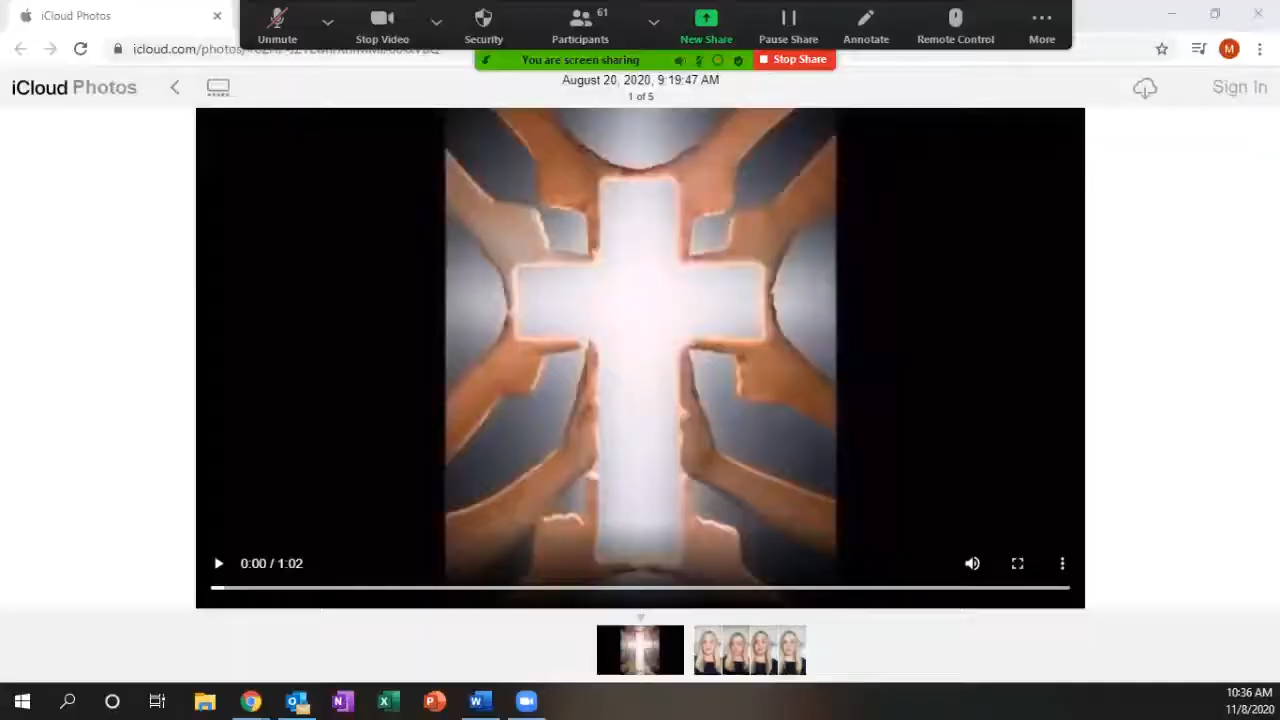 iCloud Photos
61
Unmute
Stop Video
Security
Participants
New Share
Pause Share
Annotate
Remote Control
More
You are screen sharing
Stop Share
icloud.com/photos/
M
iCloud Photos
August 20, 2020, 9:19:47 AM
1 of 5
Sign In
0:00 / 1:02
10:36 AM
11/8/2020